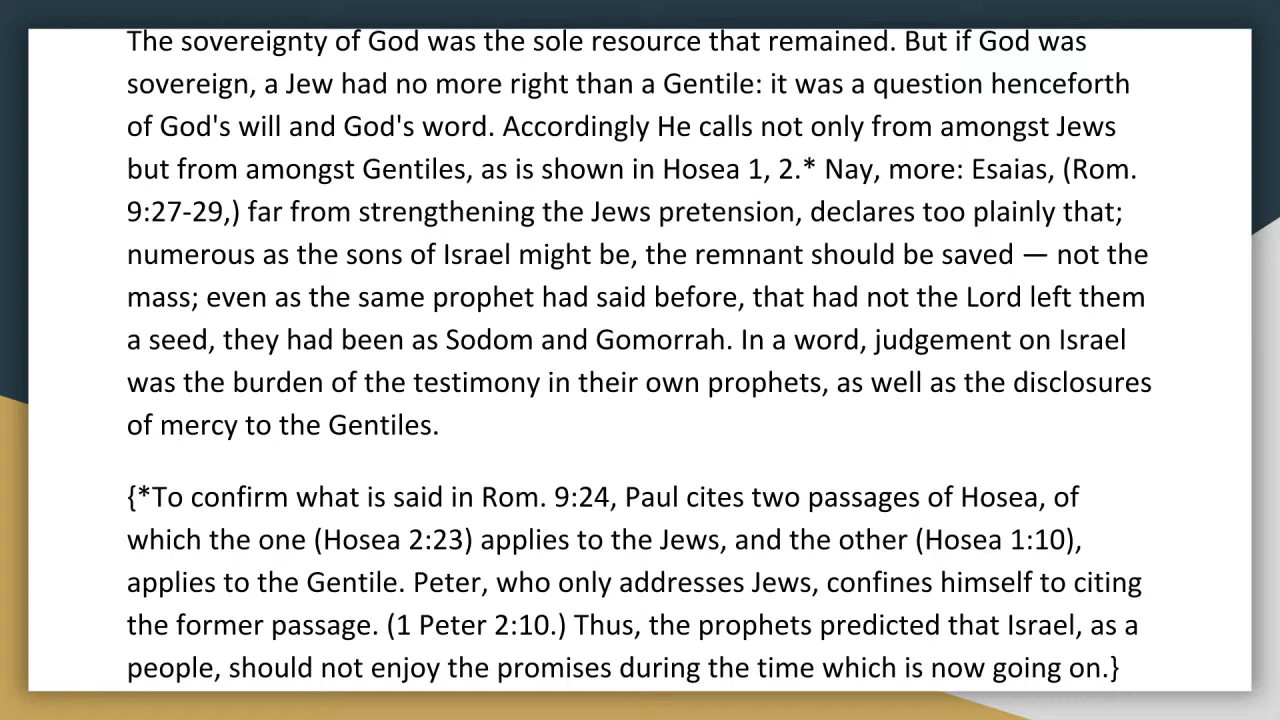 The sovereignty of God was the sole resource that remained. But if God was
sovereign, a Jew had no more right than a Gentile: it was a question henceforth
of God's will and God's word. Accordingly He calls not only from amongst Jews
but from amongst Gentiles, as is shown in Hosea 1, 2.* Nay, more: Esaias, (Rom.
9:27-29,) far from strengthening the Jews pretension, declares too plainly that;
numerous as the sons of Israel might be, the remnant should be saved — not the
mass; even as the same prophet had said before, that had not the Lord left them
a seed, they had been as Sodom and Gomorrah. In a word, judgement on Israel
was the burden of the testimony in their own prophets, as well as the disclosures
of mercy to the Gentiles.
{*To confirm what is said in Rom. 9:24, Paul cites two passages of Hosea, of
which the one (Hosea 2:23) applies to the Jews, and the other (Hosea 1:10),
applies to the Gentile. Peter, who only addresses Jews, confines himself to citing
the former passage. (1 Peter 2:10.) Thus, the prophets predicted that Israel, as a
people, should not enjoy the promises during the time which is now going on.}